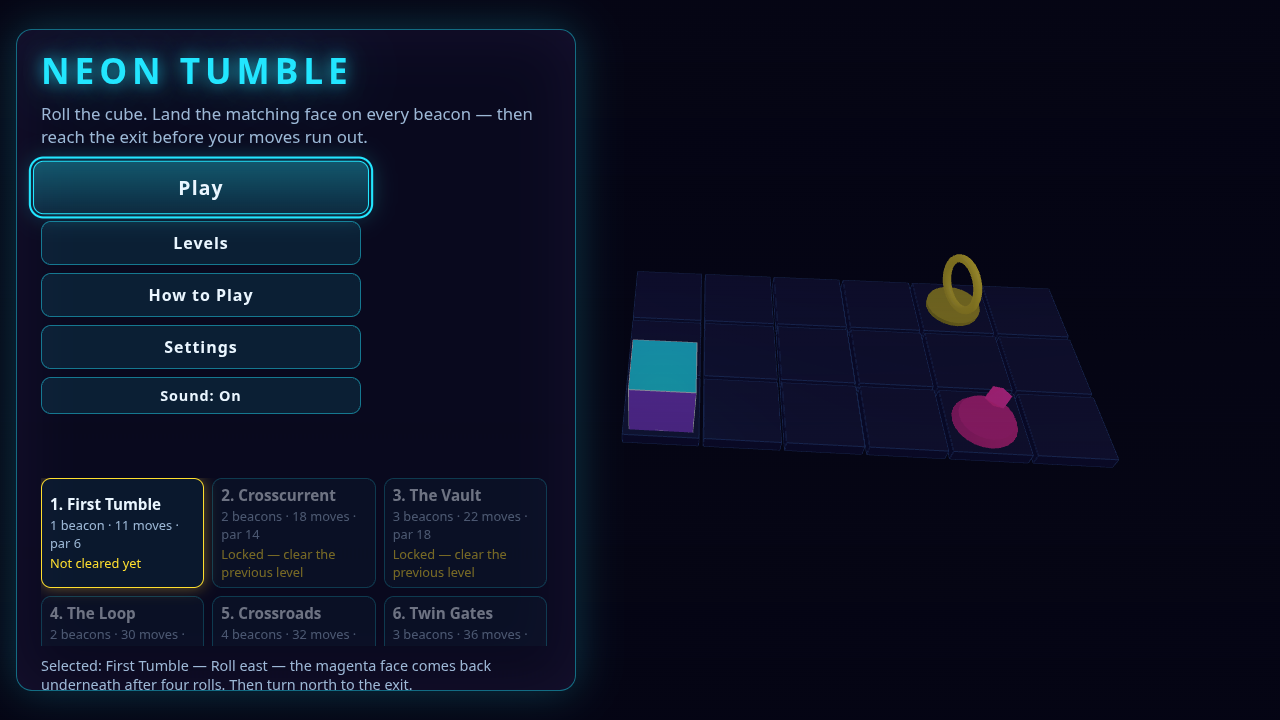 NEON TUMBLE
Roll the cube. Land the matching face on every beacon — then
reach the exit before your moves run out.
Play
Levels
How to Play
Settings
Sound: On
1. First Tumble
1 beacon · 11 moves ·
par 6
Not cleared yet
2. Crosscurrent
2 beacons · 18 moves ·
par 14
Locked — clear the
previous level
3. The Vault
3 beacons · 22 moves ·
par 18
Locked — clear the
previous level
4. The Loop
2 beacons · 30 moves ·
5. Crossroads
4 beacons · 32 moves ·
6. Twin Gates
3 beacons · 36 moves ·
Selected: First Tumble — Roll east — the magenta face comes back
underneath after four rolls. Then turn north to the exit.